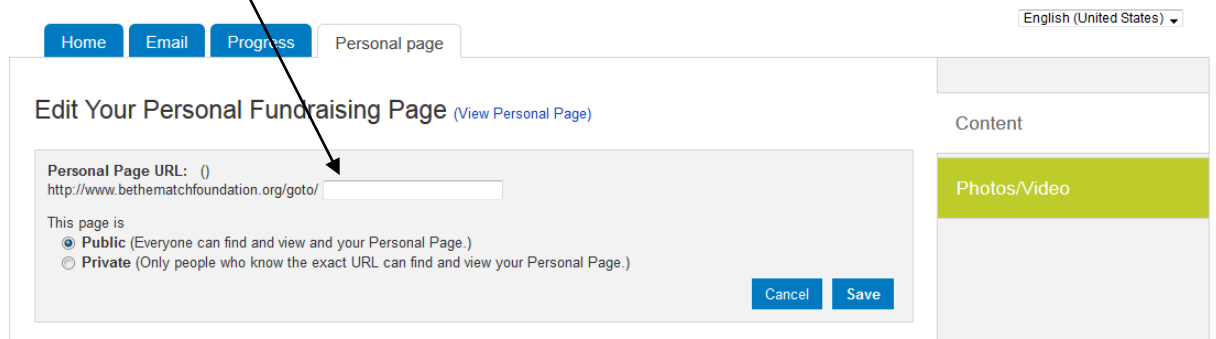 English (United States)
Home Email Progress Personal page
Edit Your Personal Fundraising Page (View Personal Page)
Content
Personal Page URL: ()
http://www.bethematchfoundation.org/goto/
Photos/Video
This page is
Public (Everyone can find and view and your Personal Page.)
Private (Only people who know the exact URL can find and view your Personal Page.)
Cancel Save